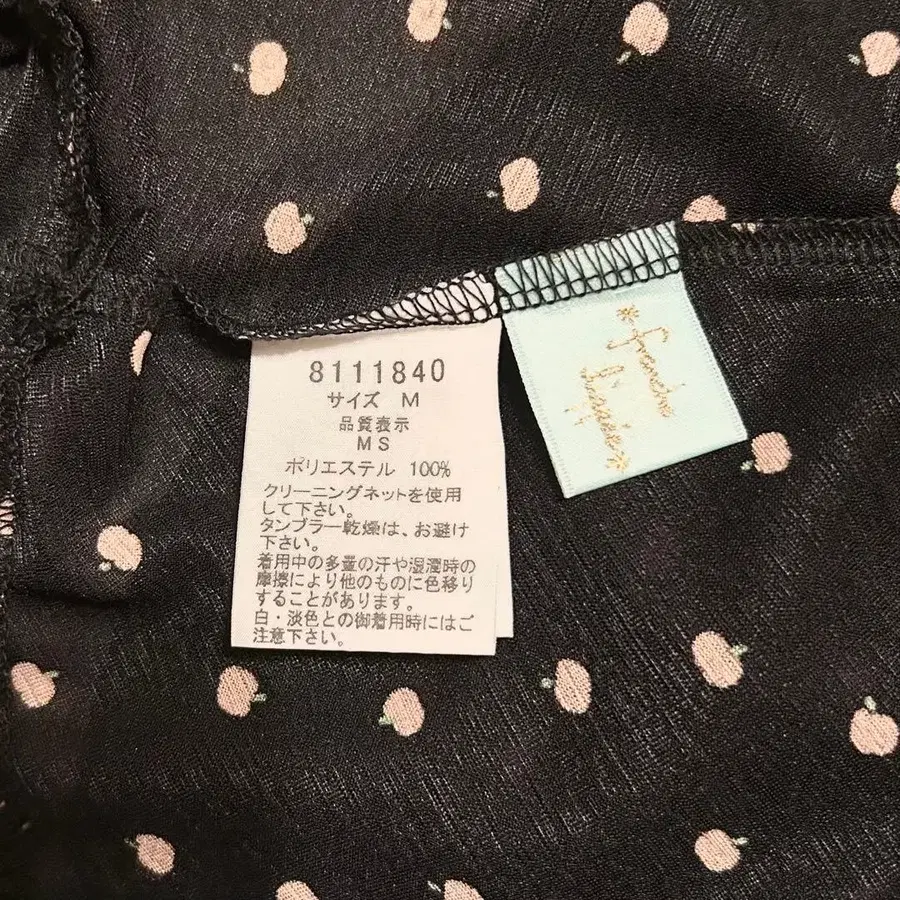 8111840
サイズ M
品質表示
MS
ポリエステル 100%
クリーニングネットを使用
して下さい。
タンブラー乾燥は、お避け
下さい。
着用中の多量の汗や湿潤時の
摩擦により他のものに色移り
することがあります。
白・淡色との御着用時にはご
注意下さい。